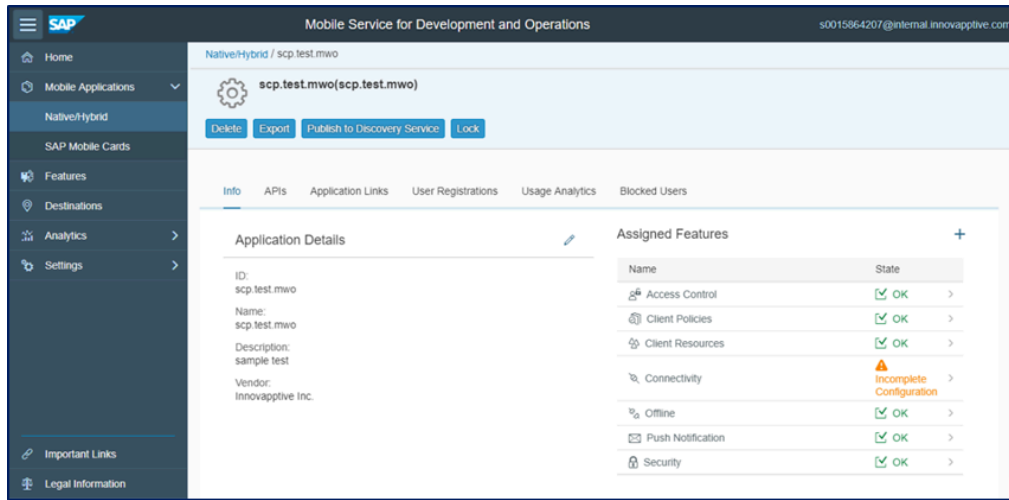 SAP
Mobile Service for Development and Operations
s0015864207@internal.innovapptive.com
Home
Mobile Applications
Native/Hybrid
SAP Mobile Cards
Features
Destinations
Analytics
Settings
Important Links
Legal Information
Native/Hybrid / scp.test.mwo
scp.test.mwo(scp.test.mwo)
Delete Export Publish to Discovery Service Lock
Info APIs Application Links User Registrations Usage Analytics Blocked Users
Application Details
ID:
scp.test.mwo
Name:
scp.test.mwo
Description:
sample test
Vendor:
Innovapptive Inc.
Assigned Features
Name State
Access Control OK
Client Policies OK
Client Resources OK
Connectivity Incomplete
Configuration
Offline OK
Push Notification OK
Security OK